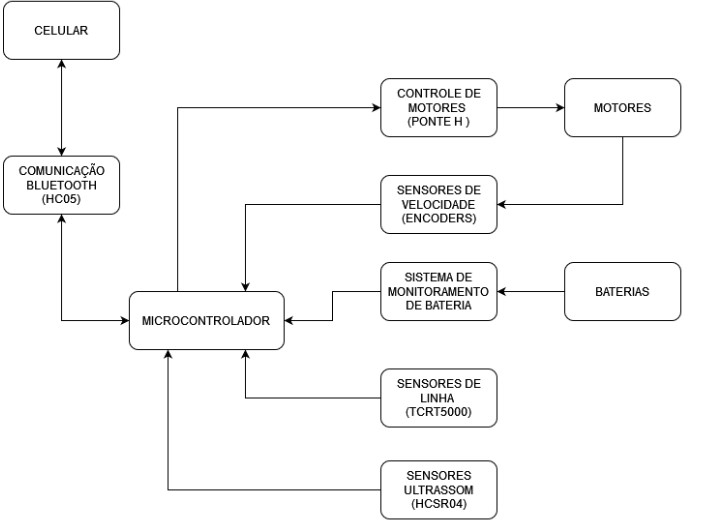 CELULAR
COMUNICAÇÃO
BLUETOOTH
(HC05)
CONTROLE DE
MOTORES
(PONTE H )
MOTORES
SENSORES DE
VELOCIDADE
(ENCODERS)
SISTEMA DE
MONITORAMENTO
DE BATERIA
BATERIAS
MICROCONTROLADOR
SENSORES DE
LINHA
(TCRT5000)
SENSORES
ULTRASSOM
(HCSR04)